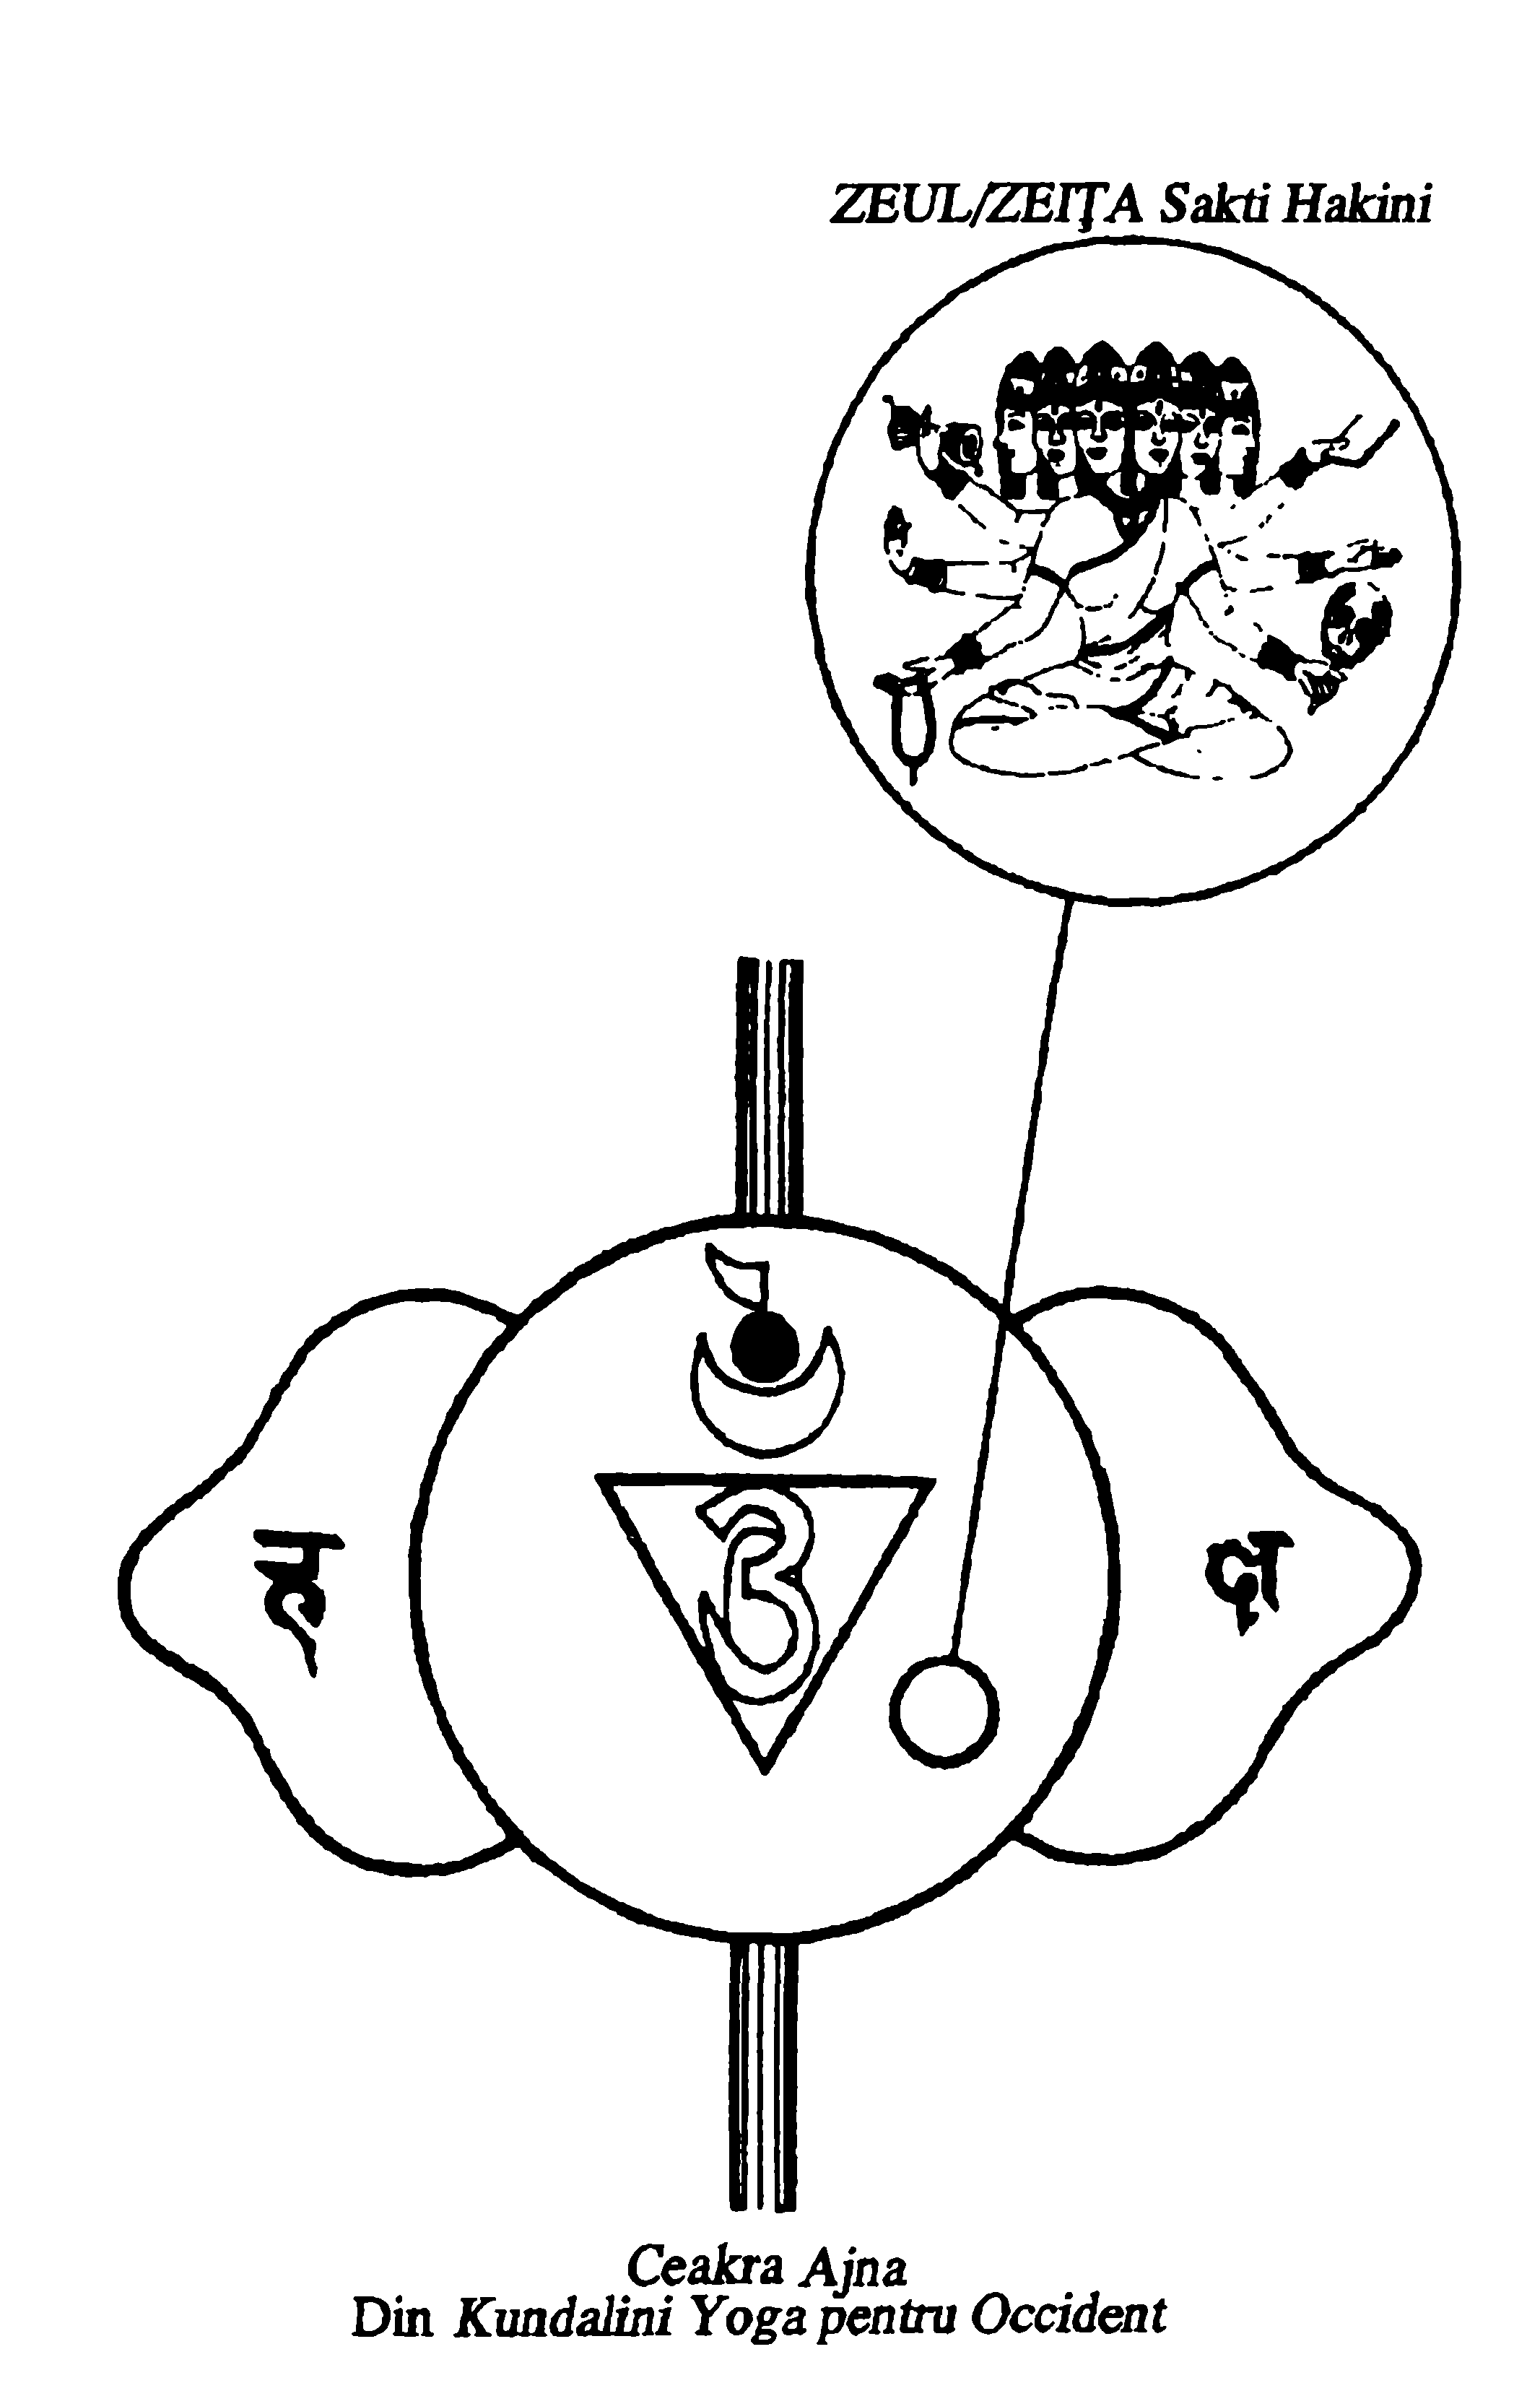 ZEUL/ZEIŢA Sakti Hakini
ह
क्ष
Ceakra Ajna
Din Kundalini Yoga pentru Occident